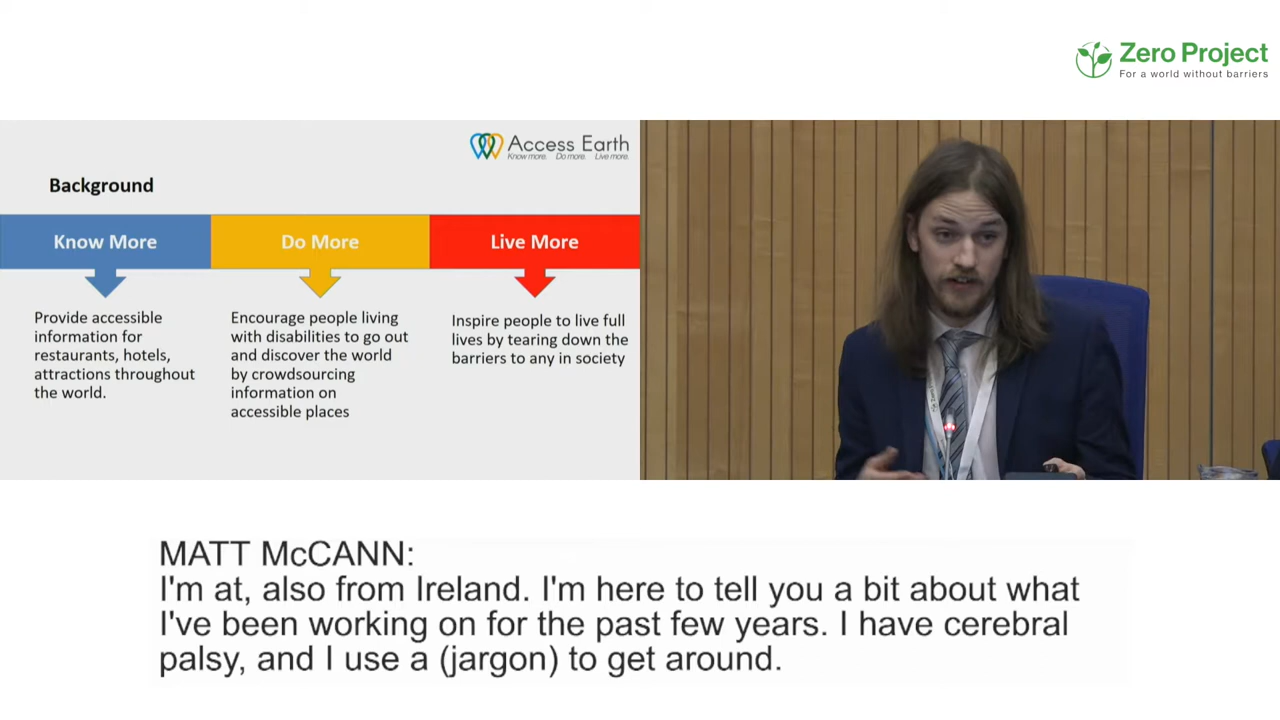 Zero Project
For a world without barriers
Access Earth
Know more. Do more. Live more.
Background
Know More
Do More
Live More
Provide accessible
information for
restaurants, hotels,
attractions throughout
the world.
Encourage people living
with disabilities to go out
and discover the world
by crowdsourcing
information on
accessible places
Inspire people to live full
lives by tearing down the
barriers to any in society
MATT McCANN:
I'm at, also from Ireland. I'm here to tell you a bit about what
I've been working on for the past few years. I have cerebral
palsy, and I use a (jargon) to get around.